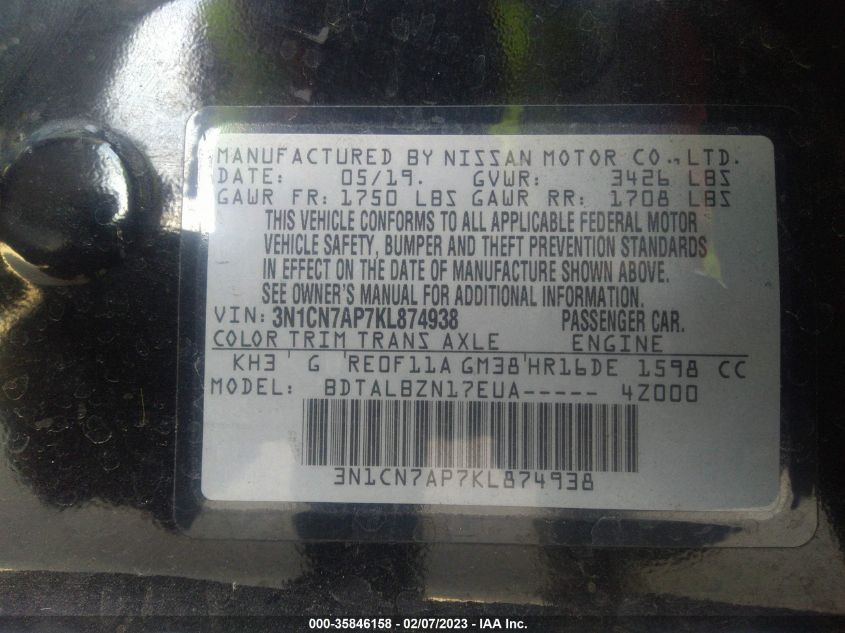 MANUFACTURED BY NISSAN MOTOR CO.,LTD.
DATE: 05/19. GVWR: 3426 LBS
GAWR FR: 1750 LBS GAWR RR: 1708 LBS
THIS VEHICLE CONFORMS TO ALL APPLICABLE FEDERAL MOTOR
VEHICLE SAFETY, BUMPER AND THEFT PREVENTION STANDARDS
IN EFFECT ON THE DATE OF MANUFACTURE SHOWN ABOVE.
SEE OWNER'S MANUAL FOR ADDITIONAL INFORMATION.
VIN: 3N1CN7AP7KL874938 PASSENGER CAR.
COLOR TRIM TRANS AXLE ENGINE
KH3 G RE0F11A GM38 HR16DE 1598 CC
MODEL: BDTALBZN17EUA----- 4Z000
3N1CN7AP7KL874938
000-35846158 - 02/07/2023 - IAA Inc.